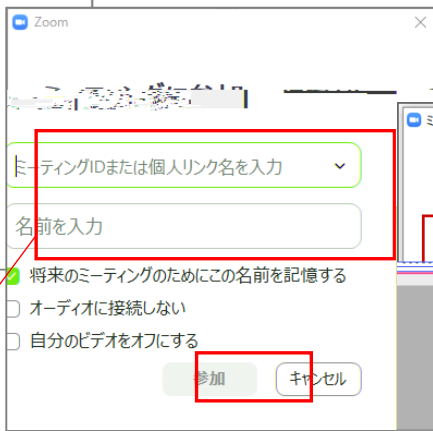 Zoom
ミーティングIDまたは個人リンク名を入力
名前を入力
将来のミーティングのためにこの名前を記憶する
オーディオに接続しない
自分のビデオをオフにする
参加 キャンセル